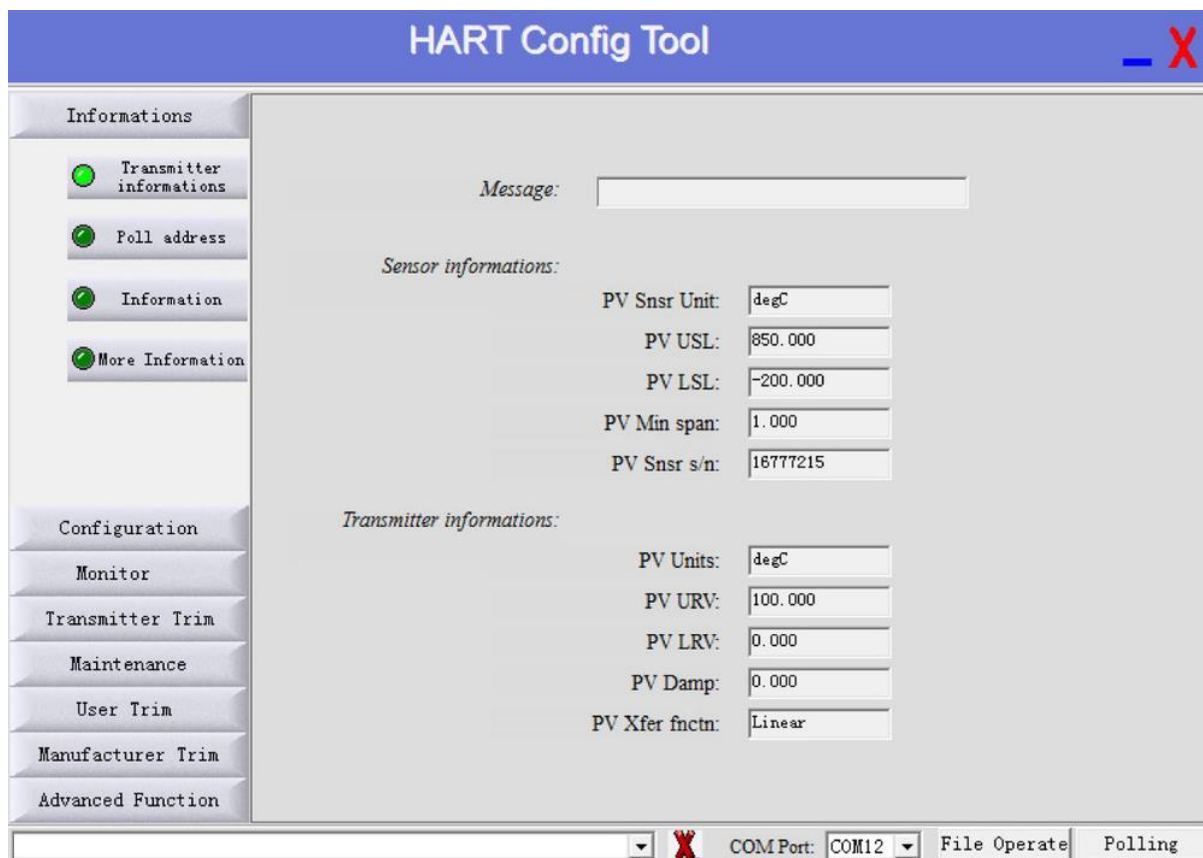 HART Config Tool
X
Informations
Transmitter
informations
Poll address
Information
More Information
Configuration
Monitor
Transmitter Trim
Maintenance
User Trim
Manufacturer Trim
Advanced Function
Message:
Sensor informations:
PV Snsr Unit: degC
PV USL: 850.000
PV LSL: -200.000
PV Min span: 1.000
PV Snsr s/n: 16777215
Transmitter informations:
PV Units: degC
PV URV: 100.000
PV LRV: 0.000
PV Damp: 0.000
PV Xfer fnctn: Linear
X COM Port: COM12 File Operate Polling